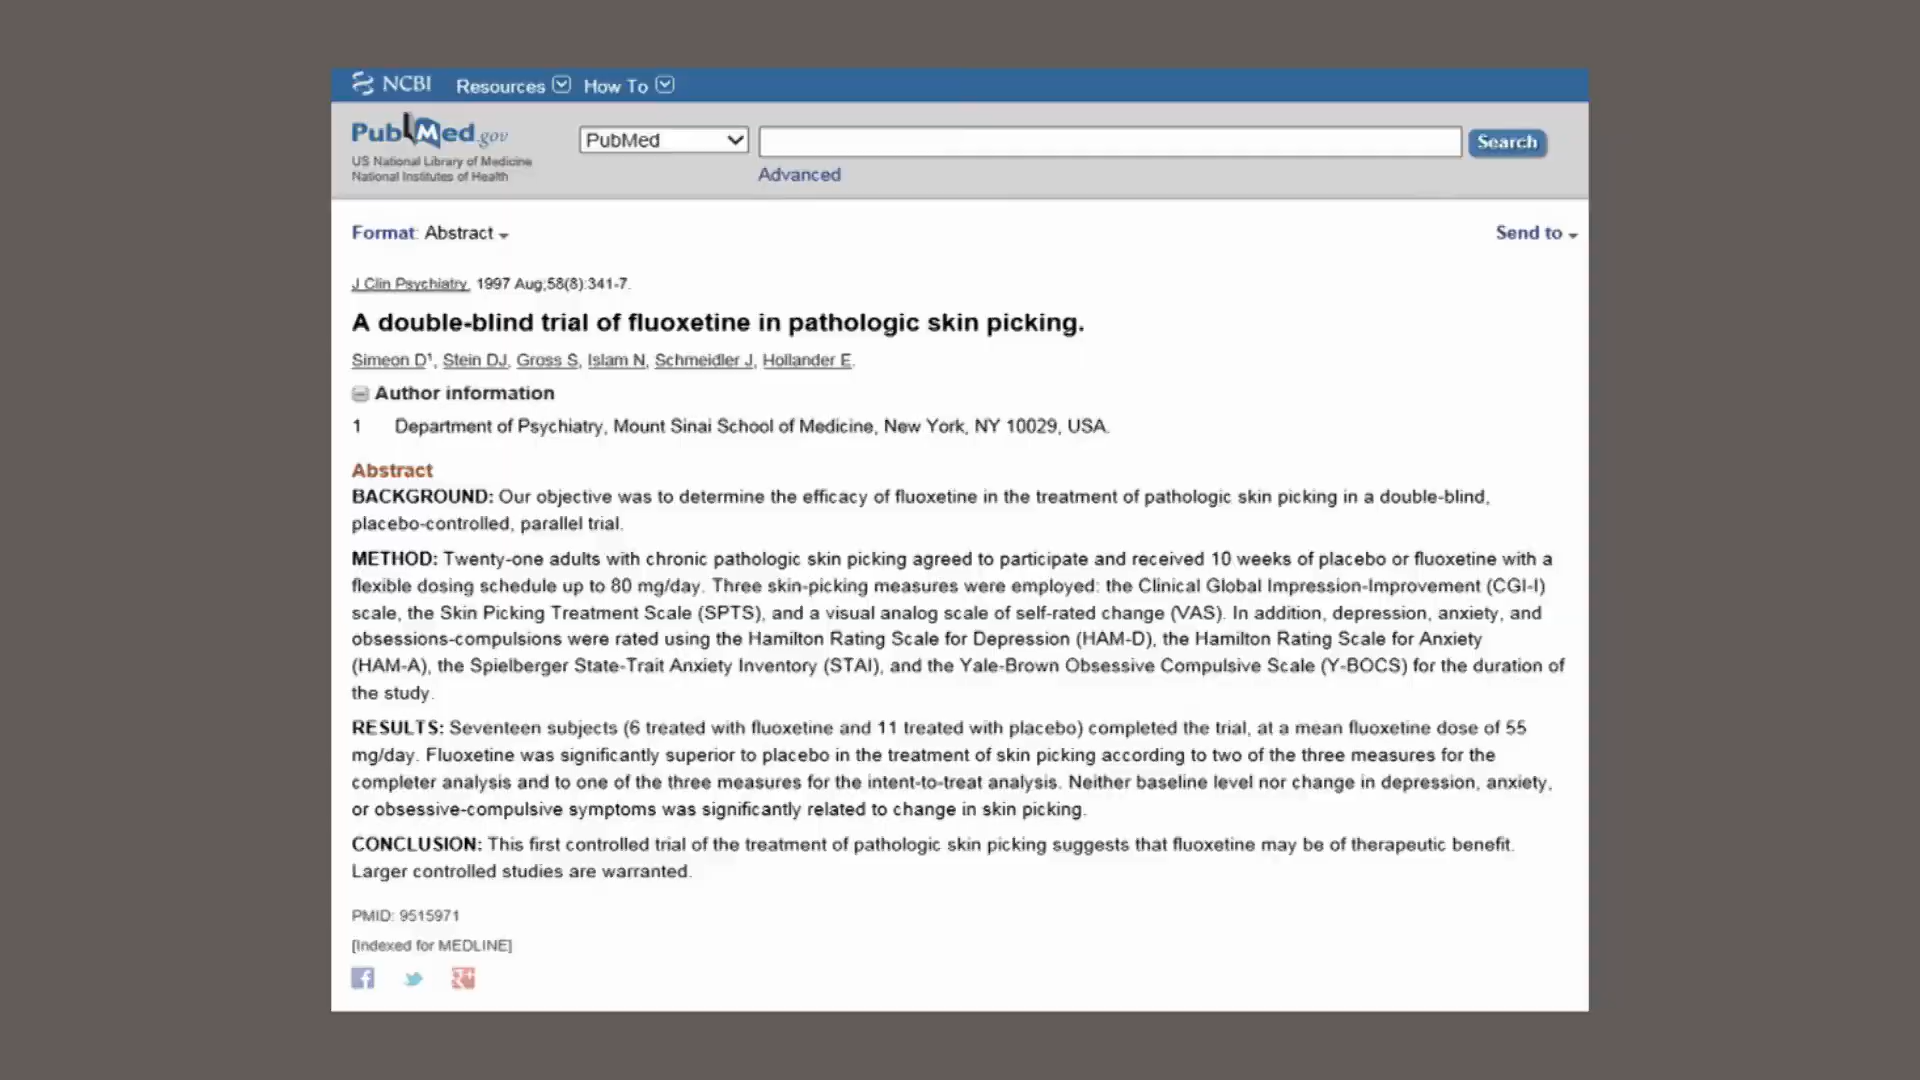 NCBI Resources How To
PubMed.gov
US National Library of Medicine
National Institutes of Health
PubMed
Search
Advanced
Format: Abstract
Send to
J Clin Psychiatry. 1997 Aug;58(8):341-7.
A double-blind trial of fluoxetine in pathologic skin picking.
Simeon D1, Stein DJ, Gross S, Islam N, Schmeidler J, Hollander E.
Author information
1 Department of Psychiatry, Mount Sinai School of Medicine, New York, NY 10029, USA.
Abstract
BACKGROUND: Our objective was to determine the efficacy of fluoxetine in the treatment of pathologic skin picking in a double-blind,
placebo-controlled, parallel trial.
METHOD: Twenty-one adults with chronic pathologic skin picking agreed to participate and received 10 weeks of placebo or fluoxetine with a
flexible dosing schedule up to 80 mg/day. Three skin-picking measures were employed: the Clinical Global Impression-Improvement (CGI-I)
scale, the Skin Picking Treatment Scale (SPTS), and a visual analog scale of self-rated change (VAS). In addition, depression, anxiety, and
obsessions-compulsions were rated using the Hamilton Rating Scale for Depression (HAM-D), the Hamilton Rating Scale for Anxiety
(HAM-A), the Spielberger State-Trait Anxiety Inventory (STAI), and the Yale-Brown Obsessive Compulsive Scale (Y-BOCS) for the duration of
the study.
RESULTS: Seventeen subjects (6 treated with fluoxetine and 11 treated with placebo) completed the trial, at a mean fluoxetine dose of 55
mg/day. Fluoxetine was significantly superior to placebo in the treatment of skin picking according to two of the three measures for the
completer analysis and to one of the three measures for the intent-to-treat analysis. Neither baseline level nor change in depression, anxiety,
or obsessive-compulsive symptoms was significantly related to change in skin picking.
CONCLUSION: This first controlled trial of the treatment of pathologic skin picking suggests that fluoxetine may be of therapeutic benefit.
Larger controlled studies are warranted.
PMID: 9515971
[Indexed for MEDLINE]